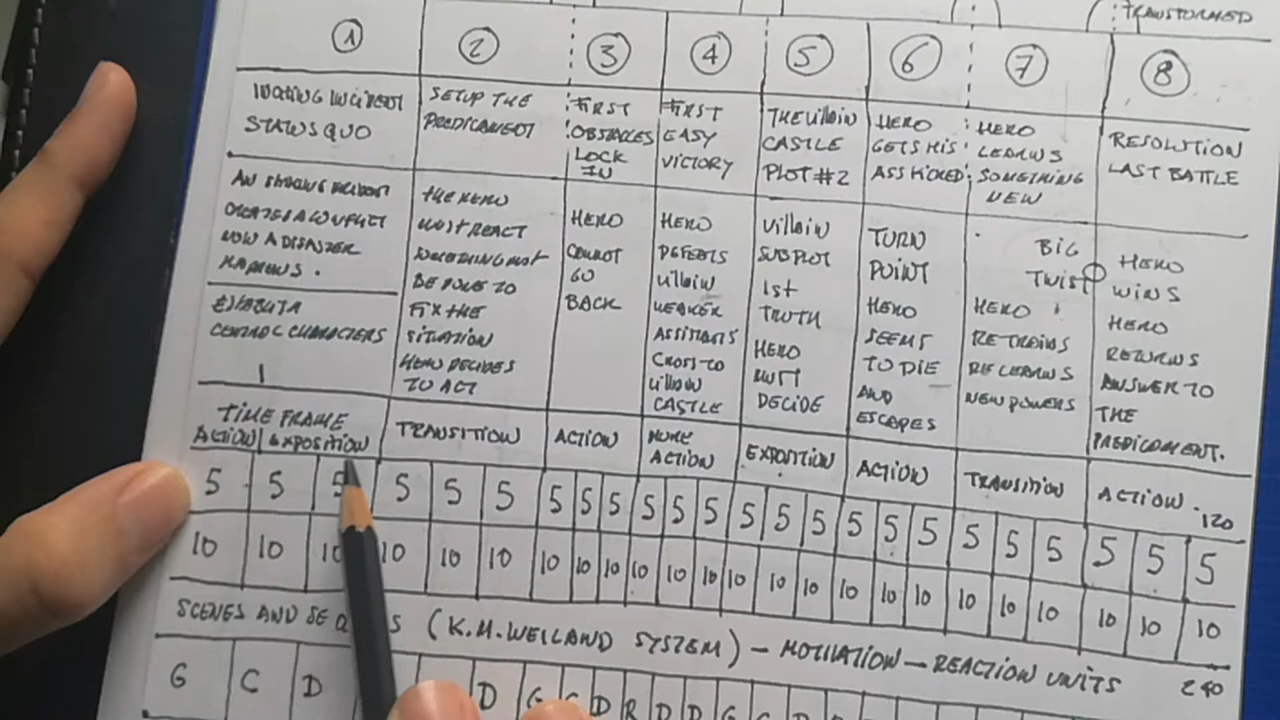 TRANSFORMED
1 2 3 4 5 6 7 8
STATUS QUO
SETUP THE
PREDICAMENT
FIRST
OBSTACLES
LOCK
IN
FIRST
EASY
VICTORY
THE VILLAIN
CASTLE
PLOT #2
HERO
GETS HIS
ASS KICKED
HERO
LEARNS
SOMETHING
NEW
RESOLUTION
LAST BATTLE
CREATES A CONFLICT
NOW A DISASTER
HAPPENS.
CENTRAL CHARACTERS
THE HERO
MUST REACT
SOMETHING MUST
BE DONE TO
FIX THE
SITUATION
HERO DECIDES
TO ACT
HERO
CANNOT
GO
BACK
HERO
DEFEATS
VILLAIN
WEAKER
ASSISTANTS
CROSS TO
VILLAIN
CASTLE
VILLAIN
SUBPLOT
1st
TRUTH
HERO
MUST
DECIDE
TURN
POINT
HERO
SEEMS
TO DIE
AND
ESCAPES
BIG
TWIST
HERO
RETRAINS
RELEARNS
NEW POWERS
HERO
WINS
HERO
RETURNS
ANSWER TO
THE
PREDICAMENT.
TIME FRAME
ACTION | EXPOSITION
TRANSITION
ACTION
MORE
ACTION
EXPOSITION
ACTION
TRANSITION
ACTION
120
5 5 5 5 5 5 5 5 5 5 5 5 5 5 5 5 5 5 5 5 5 5 5 5
10 10 10 10 10 10 10 10 10 10 10 10 10 10 10 10 10 10 10 10 10 10 10 10
SCENES AND (K.M. WEILAND SYSTEM) - MOTIVATION - REACTION UNITS
240
G C D D G C D R D D G C D